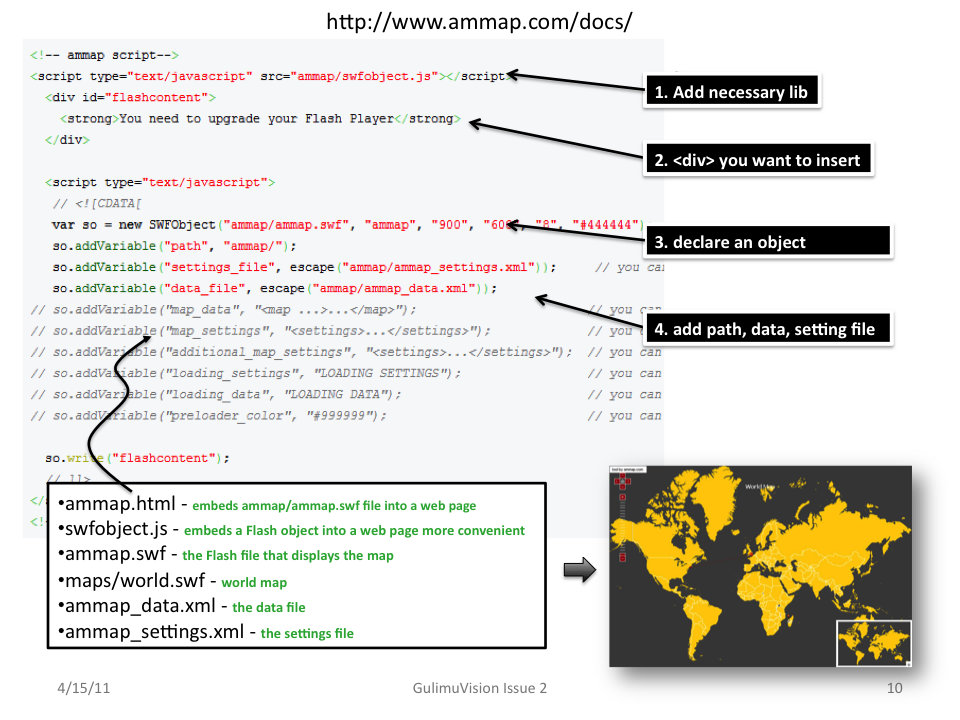 http://www.ammap.com/docs/
<!-- ammap script-->
<script type="text/javascript" src="ammap/swfobject.js"></script>
<div id="flashcontent">
<strong>You need to upgrade your Flash Player</strong>
</div>
<script type="text/javascript">
// <![CDATA[
var so = new SWFObject("ammap/ammap.swf", "ammap", "900", "600", "8", "#444444")
so.addVariable("path", "ammap/");
so.addVariable("settings_file", escape("ammap/ammap_settings.xml")); // you can
so.addVariable("data_file", escape("ammap/ammap_data.xml"));
// so.addVariable("map_data", "<map ...>...</map>"); // you can
// so.addVariable("map_settings", "<settings>...</settings>"); // you can
// so.addVariable("additional_map_settings", "<settings>...</settings>"); // you can
// so.addVariable("loading_settings", "LOADING SETTINGS"); // you can
// so.addVariable("loading_data", "LOADING DATA"); // you can
// so.addVariable("preloader_color", "#999999"); // you can
so.write("flashcontent");
// ]]>
</
<!
1. Add necessary lib
2. <div> you want to insert
3. declare an object
4. add path, data, setting file
•ammap.html - embeds ammap/ammap.swf file into a web page
•swfobject.js - embeds a Flash object into a web page more convenient
•ammap.swf - the Flash file that displays the map
•maps/world.swf - world map
•ammap_data.xml - the data file
•ammap_settings.xml - the settings file
World Map
4/15/11
GulimuVision Issue 2
10